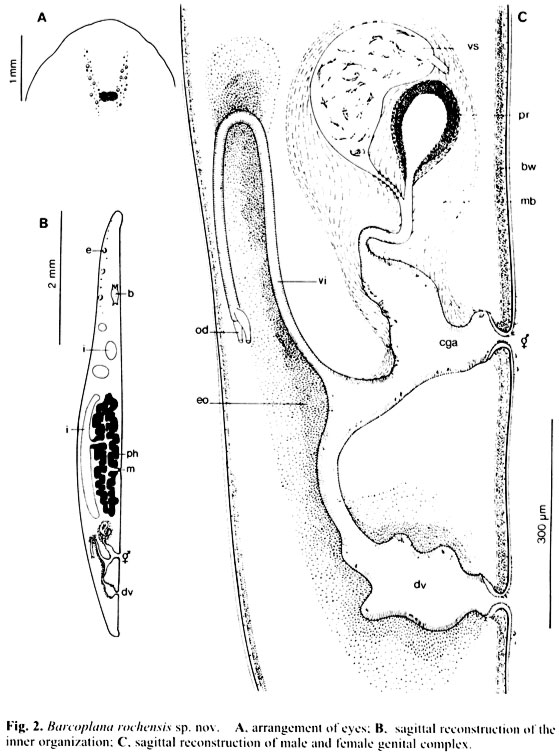 A
1 mm
C
vs
pr
bw
mb
B
2 mm
e
b
vi
od
cga
⚥
i
eo
i
ph
m
300 µm
⚥
dv
dv
Fig. 2. Barcoplana rochensis sp. nov. A, arrangement of eyes; B, sagittal reconstruction of the
inner organization; C, sagittal reconstruction of male and female genital complex.